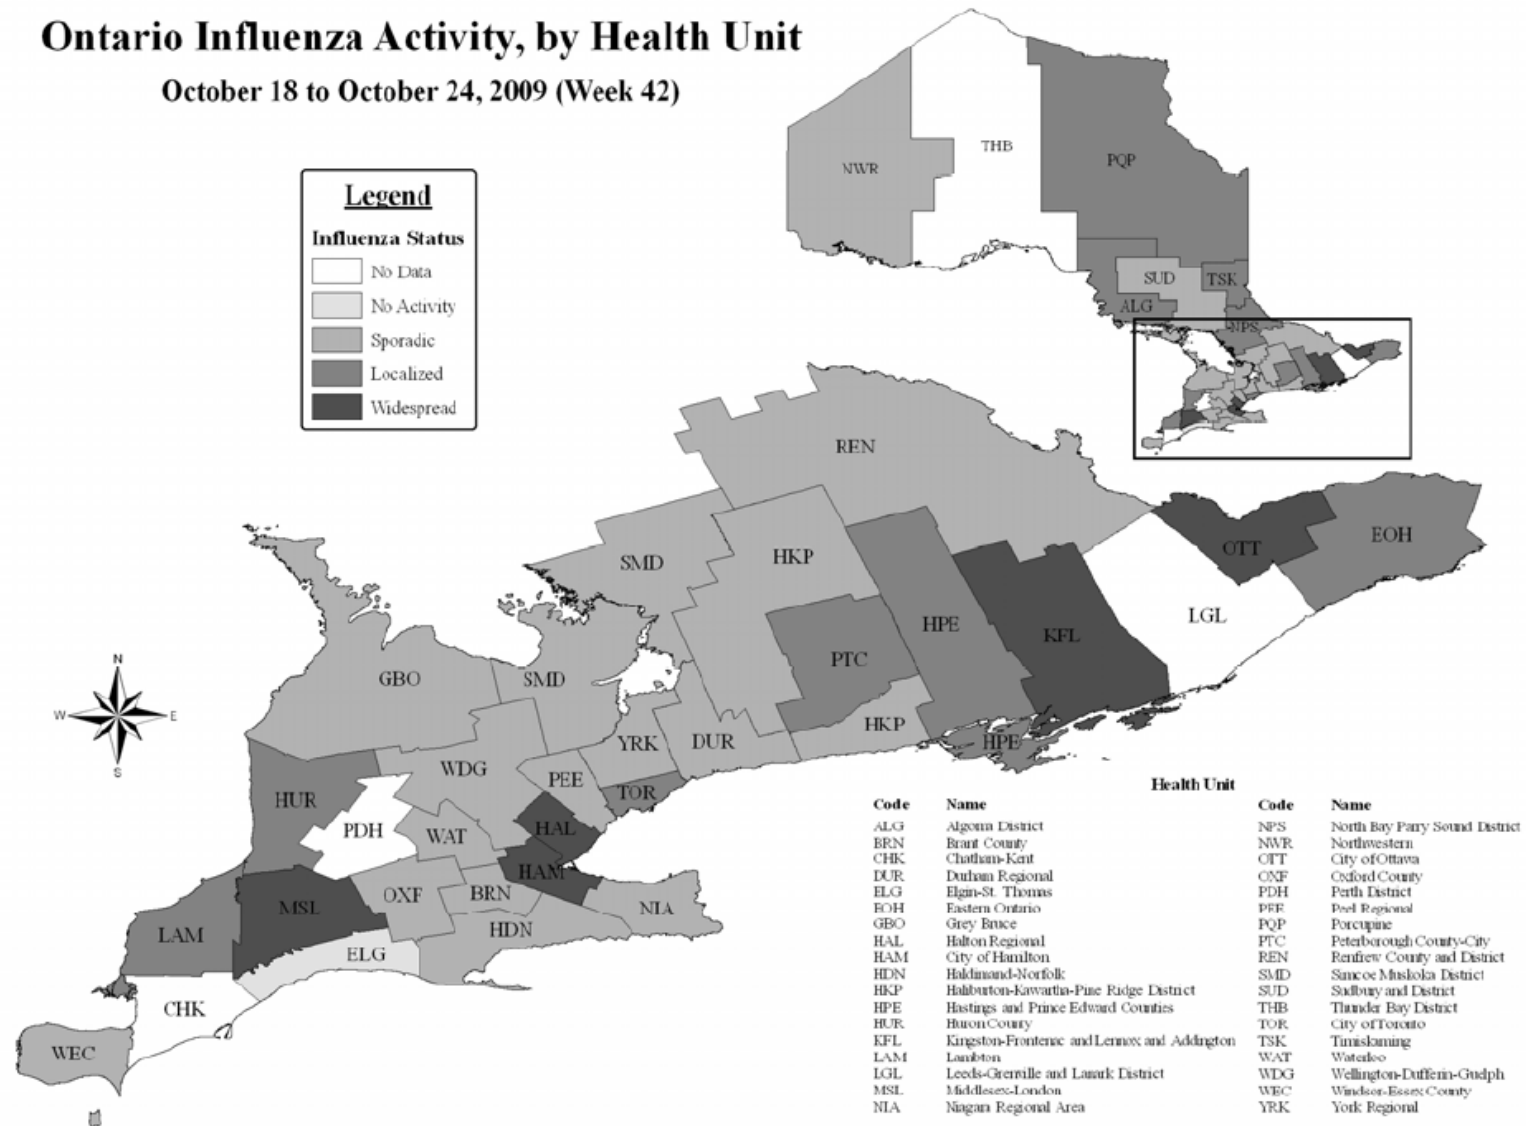 Ontario Influenza Activity, by Health Unit
October 18 to October 24, 2009 (Week 42)
Legend
Influenza Status
No Data
No Activity
Sporadic
Localized
Widespread
NWR
THB
PQP
SUD
TSK
ALG
NPS
REN
SMD
HKP
OTT
EOH
HPE
KFL
LGL
PTC
GBO
SMD
HKP
YRK
DUR
HPE
WDG
PEE
TOR
HUR
PDH
WAT
HAL
HAM
MSL
OXF
BRN
NIA
LAM
HDN
ELG
CHK
WEC
N
W
E
S
Health Unit
Code Name Code Name
ALG Algoma District NPS North Bay Parry Sound District
BRN Brant County NWR Northwestern
CHK Chatham-Kent OTT City of Ottawa
DUR Durham Regional OXF Oxford County
ELG Elgin-St. Thomas PDH Perth District
EOH Eastern Ontario PEE Peel Regional
GBO Grey Bruce PQP Porcupine
HAL Halton Regional PTC Peterborough County-City
HAM City of Hamilton REN Renfrew County and District
HDN Haldimand-Norfolk SMD Simcoe Muskoka District
HKP Haliburton-Kawartha-Pine Ridge District SUD Sudbury and District
HPE Hastings and Prince Edward Counties THB Thunder Bay District
HUR Huron County TOR City of Toronto
KFL Kingston-Frontenac and Lennox and Addington TSK Timiskaming
LAM Lambton WAT Waterloo
LGL Leeds-Grenville and Lanark District WDG Wellington-Dufferin-Guelph
MSL Middlesex-London WEC Windsor-Essex County
NIA Niagara Regional Area YRK York Regional